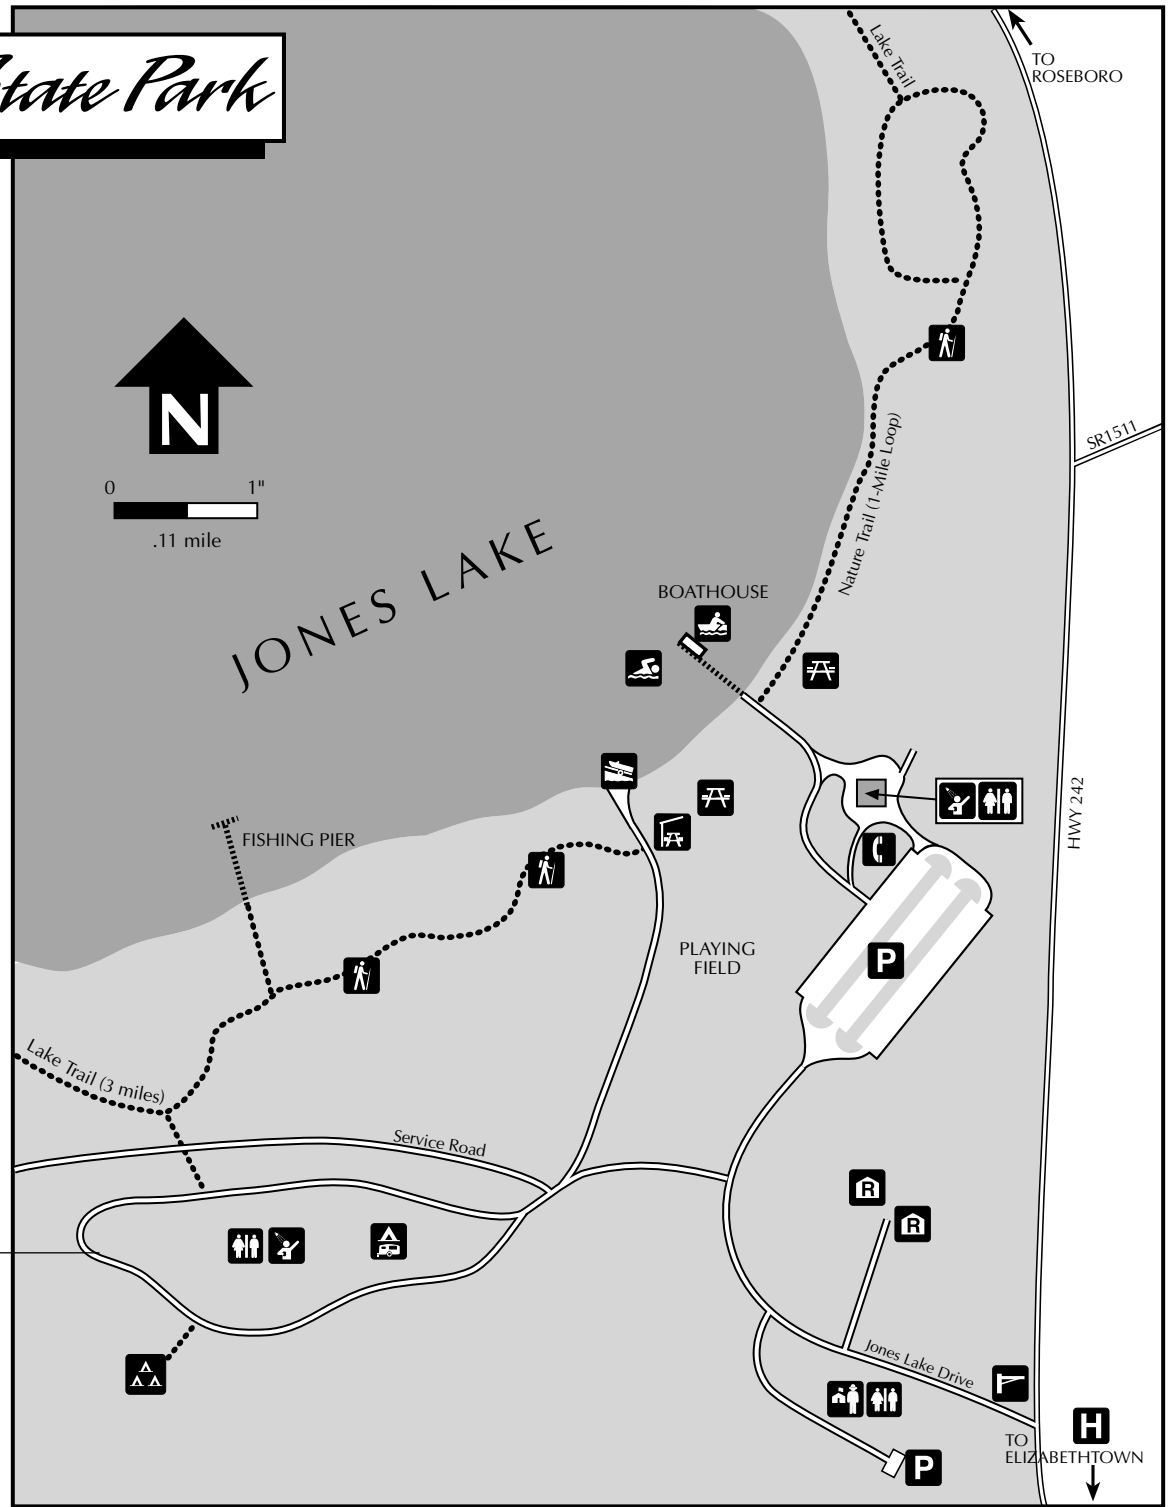 State Park
Lake Trail
TO
ROSEBORO
N
SR1511
0 1"
.11 mile
Nature Trail (1-Mile Loop)
JONES LAKE
BOATHOUSE
HWY 242
FISHING PIER
PLAYING
FIELD
P
Lake Trail (3 miles)
Service Road
R
R
Jones Lake Drive
H
TO
ELIZABETHTOWN
P